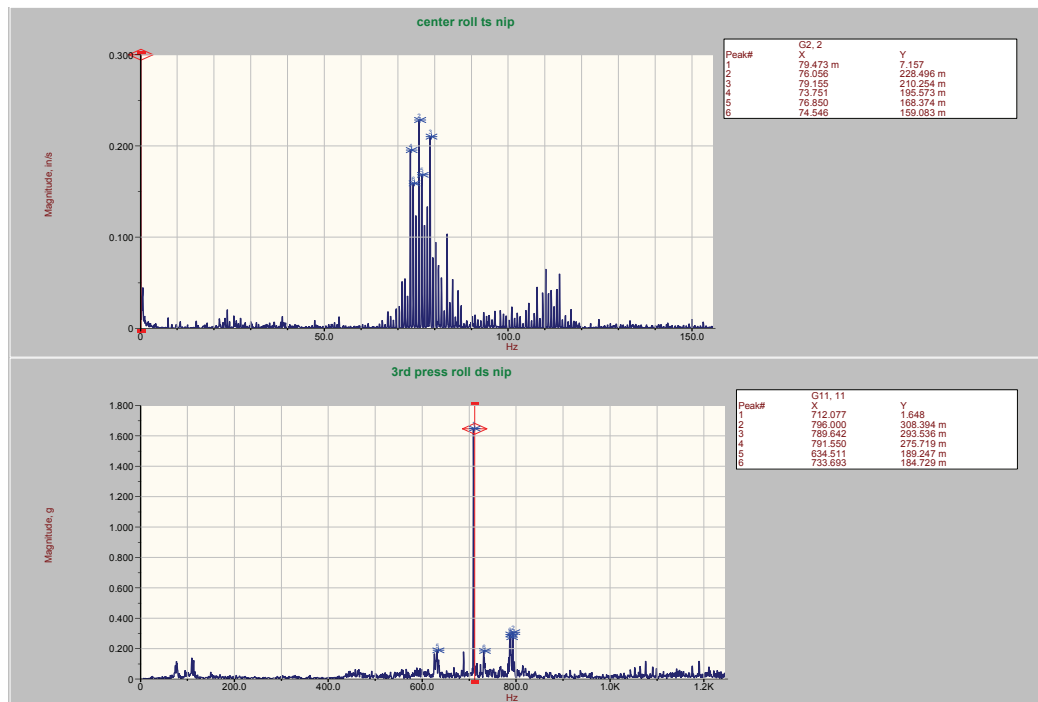 center roll ts nip
0.300
0.200
0.100
0
Magnitude, in/s
0
50.0
100.0
150.0
Hz
G2, 2
Peak# X Y
1 79.473 m 7.157
2 76.056 228.496 m
3 79.155 210.254 m
4 73.751 195.573 m
5 76.850 168.374 m
6 74.546 159.083 m
3rd press roll ds nip
1.800
1.600
1.400
1.200
1.000
0.800
0.600
0.400
0.200
0
Magnitude, g
0 200.0 400.0 600.0 800.0 1.0K 1.2K
Hz
G11, 11
Peak# X Y
1 712.077 1.648
2 796.000 308.394 m
3 789.642 293.536 m
4 791.550 275.719 m
5 634.511 189.247 m
6 733.693 184.729 m